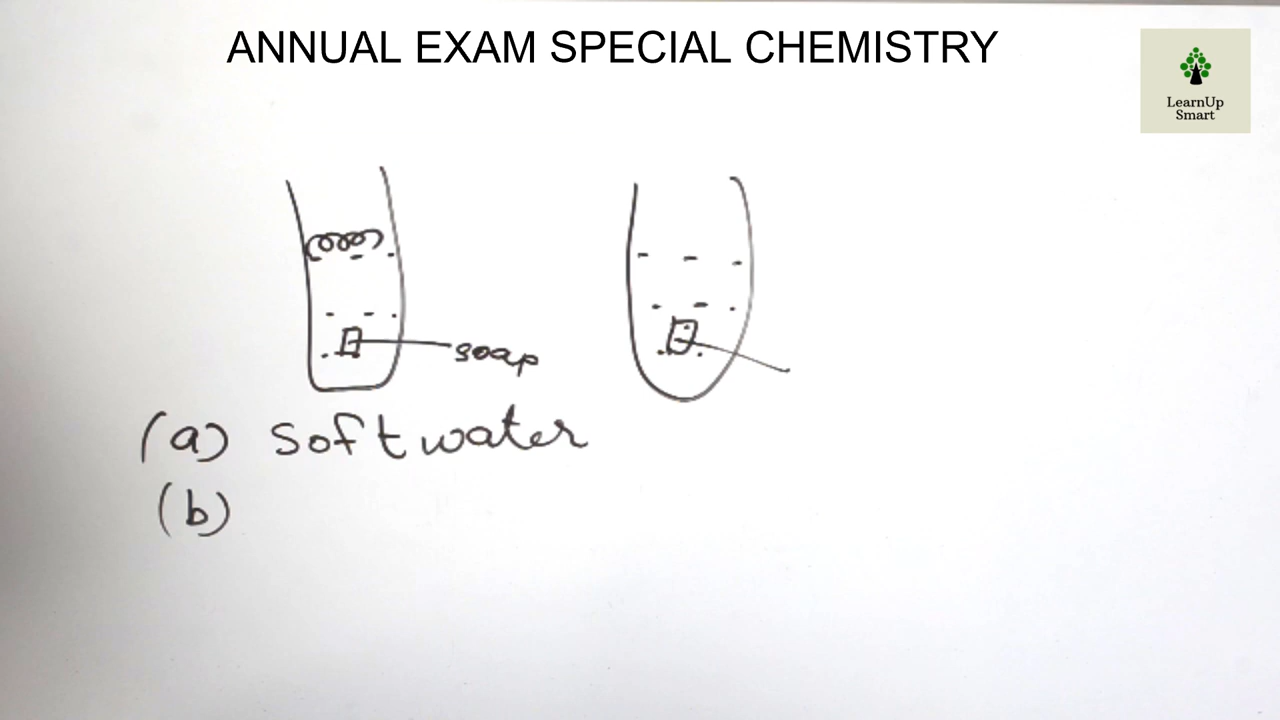 ANNUAL EXAM SPECIAL CHEMISTRY
LearnUp
Smart
soap
(a) Soft water
(b)